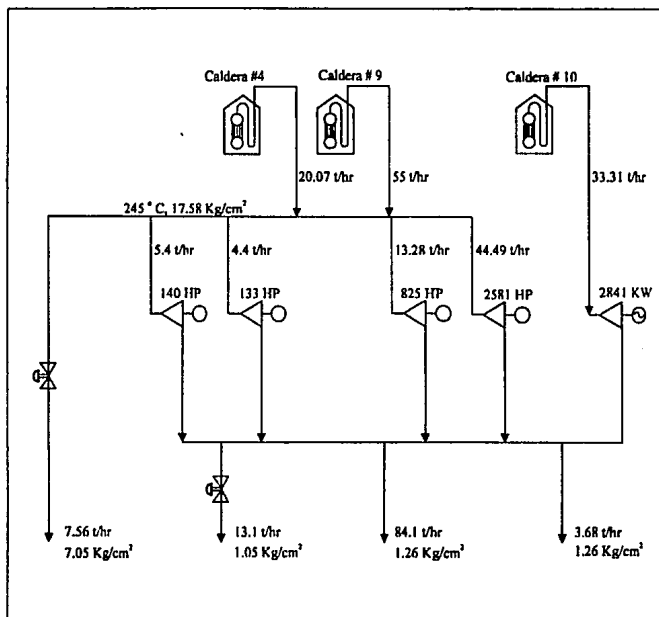 Caldera #4
Caldera # 9
Caldera # 10
20.07 t/hr
55 t/hr
33.31 t/hr
245° C, 17.58 Kg/cm²
5.4 t/hr
4.4 t/hr
13.28 t/hr
44.49 t/hr
140 HP
133 HP
825 HP
2581 HP
2841 KW
7.56 t/hr
7.05 Kg/cm²
13.1 t/hr
1.05 Kg/cm²
84.1 t/hr
1.26 Kg/cm²
3.68 t/hr
1.26 Kg/cm²